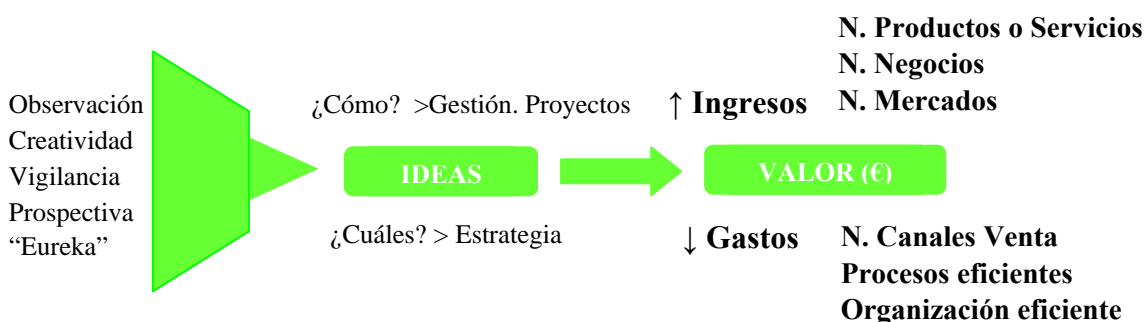 Observación
Creatividad
Vigilancia
Prospectiva
“Eureka”
¿Cómo? >Gestión. Proyectos
IDEAS
¿Cuáles? > Estrategia
↑ Ingresos
VALOR (€)
↓ Gastos
N. Productos o Servicios
N. Negocios
N. Mercados
N. Canales Venta
Procesos eficientes
Organización eficiente